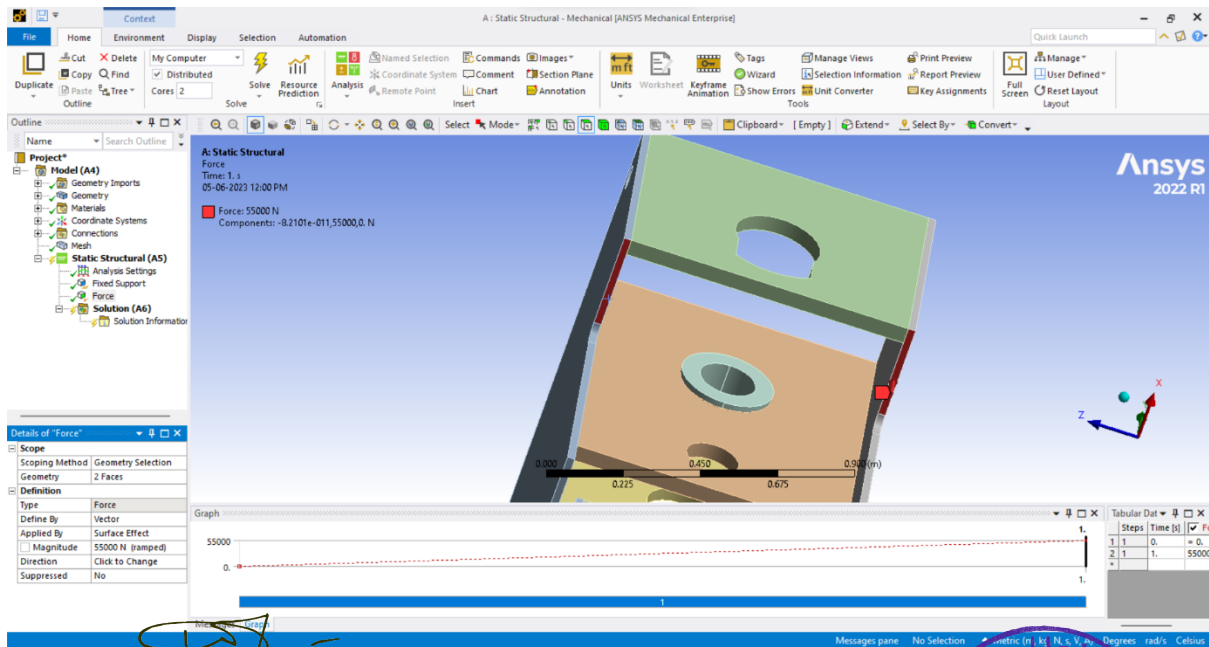 Context
A : Static Structural - Mechanical [ANSYS Mechanical Enterprise]
File Home Environment Display Selection Automation
Quick Launch
Duplicate
Cut
Copy
Paste
Delete
Find
Tree
Outline
My Computer
Distributed
Cores 2
Solve
Resource Prediction
Solve
Analysis
Named Selection
Coordinate System
Remote Point
Commands
Comment
Chart
Images
Section Plane
Annotation
Insert
Units
Worksheet
Keyframe Animation
Tags
Wizard
Show Errors
Manage Views
Selection Information
Unit Converter
Print Preview
Report Preview
Key Assignments
Tools
Full Screen
Manage
User Defined
Reset Layout
Layout
Outline
Select Mode Clipboard [Empty] Extend Select By Convert
Name Search Outline
Project*
Model (A4)
Geometry Imports
Geometry
Materials
Coordinate Systems
Connections
Mesh
Static Structural (A5)
Analysis Settings
Fixed Support
Force
Solution (A6)
Solution Informatior
A: Static Structural
Force
Time: 1. s
05-06-2023 12:00 PM
Force: 55000 N
Components: -8.2101e-011,55000,0. N
Ansys
2022 R1
X
Z
0.000 0.450 0.900 (m)
0.225 0.675
Details of "Force"
Scope
Scoping Method Geometry Selection
Geometry 2 Faces
Definition
Type Force
Define By Vector
Applied By Surface Effect
Magnitude 55000 N (ramped)
Direction Click to Change
Suppressed No
Graph
55000
0.
1.
1.
1
Tabular Dat
Steps Time [s] Fo
1 1 0. = 0.
2 1 1. 55000
*
Messages Graph
Messages pane No Selection Metric (m, kg, N, s, V, A) Degrees rad/s Celsius